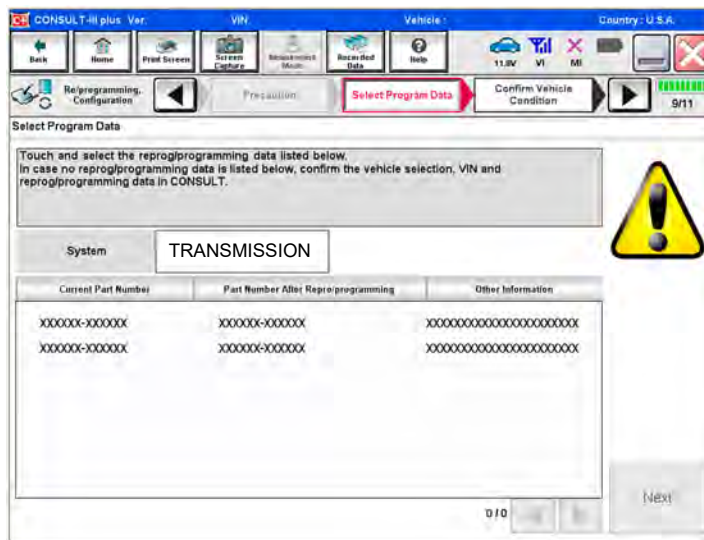 CONSULT-III plus Ver. VIN: Vehicle : Country : U.S.A.
Back Home Print Screen Screen Capture Measurement Mode Recorded Data Help 11.8V VI MI
Re/programming, Configuration Precaution Select Program Data Confirm Vehicle Condition 9/11
Select Program Data
Touch and select the reprog/programming data listed below.
In case no reprog/programming data is listed below, confirm the vehicle selection, VIN and
reprog/programming data in CONSULT.
System TRANSMISSION
Current Part Number Part Number After Repro/programming Other Information
XXXXXX-XXXXXX XXXXXX-XXXXXX XXXXXXXXXXXXXXXXXXXXXXX
XXXXXX-XXXXXX XXXXXX-XXXXXX XXXXXXXXXXXXXXXXXXXXXXX
0/0
Next